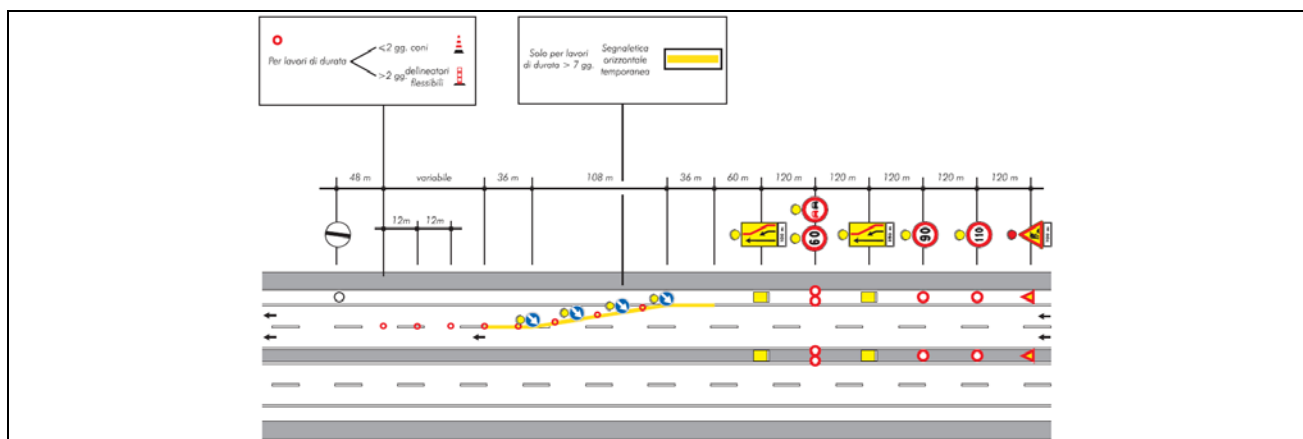 Per lavori di durata
<2 gg. coni
>2 gg. delineatori
flessibili
Solo per lavori
di durata > 7 gg.
Segnaletica
orizzontale
temporanea
48 m variabile 36 m 108 m 36 m 60 m 120 m 120 m 120 m 120 m 120 m
12m 12m
60 90 110